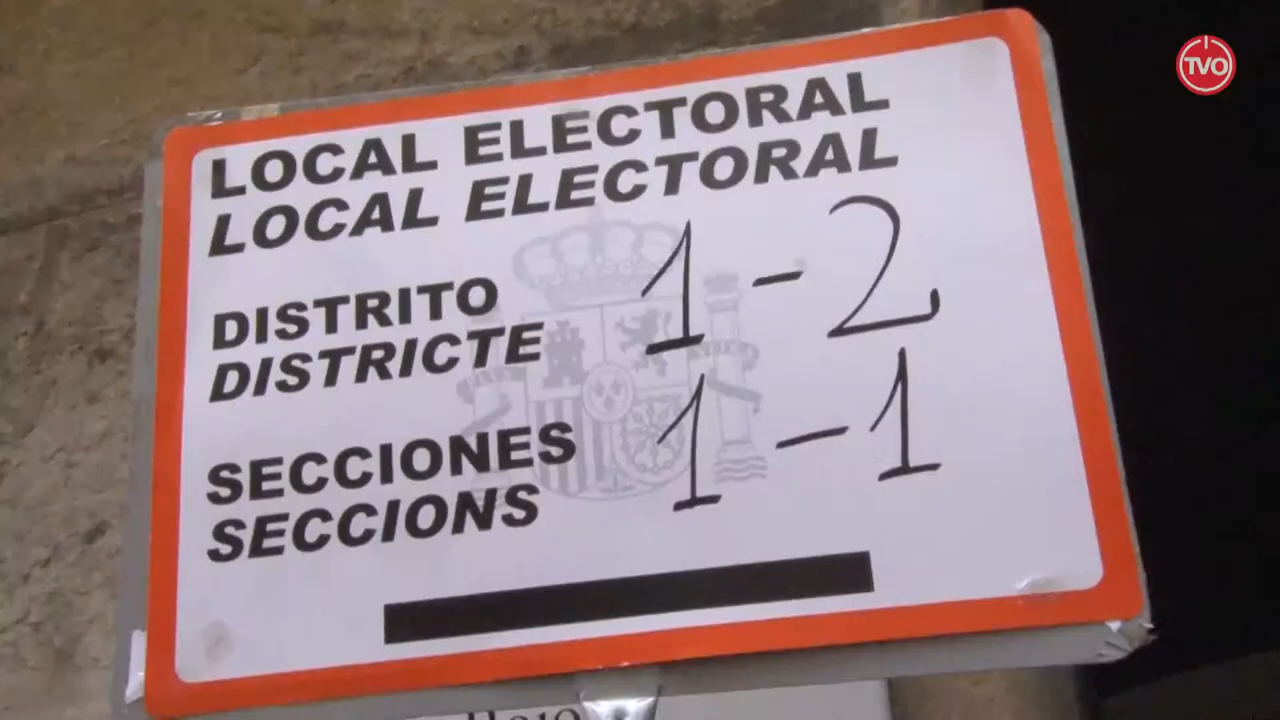 TVO
LOCAL ELECTORAL
LOCAL ELECTORAL
DISTRITO 1-2
DISTRICTE
SECCIONES 1-1
SECCIONS